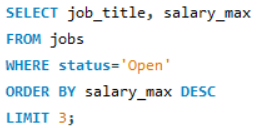 SELECT job_title, salary_max
FROM jobs
WHERE status='Open'
ORDER BY salary_max DESC
LIMIT 3;